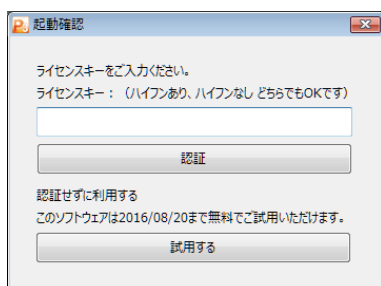 起動確認
ライセンスキーをご入力ください。
ライセンスキー： （ハイフンあり、ハイフンなし どちらでもOKです）
認証
認証せずに利用する
このソフトウェアは2016/08/20まで無料でご試用いただけます。
試用する